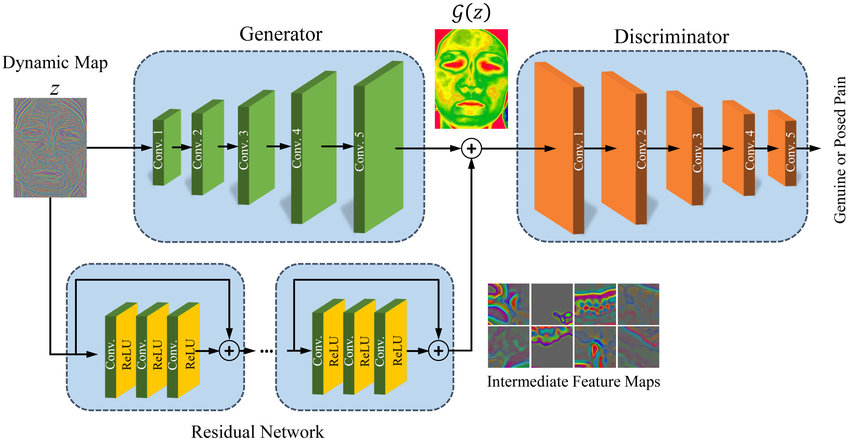 Generator
𝒢(z)
Discriminator
Dynamic Map
z
Conv. 1
Conv. 2
Conv. 3
Conv. 4
Conv. 5
Conv. 1
Conv. 2
Conv. 3
Conv. 4
Conv. 5
Genuine or Posed Pain
Conv.
ReLU
Conv.
ReLU
Conv.
ReLU
...
Conv.
ReLU
Conv.
ReLU
Conv.
ReLU
Intermediate Feature Maps
Residual Network